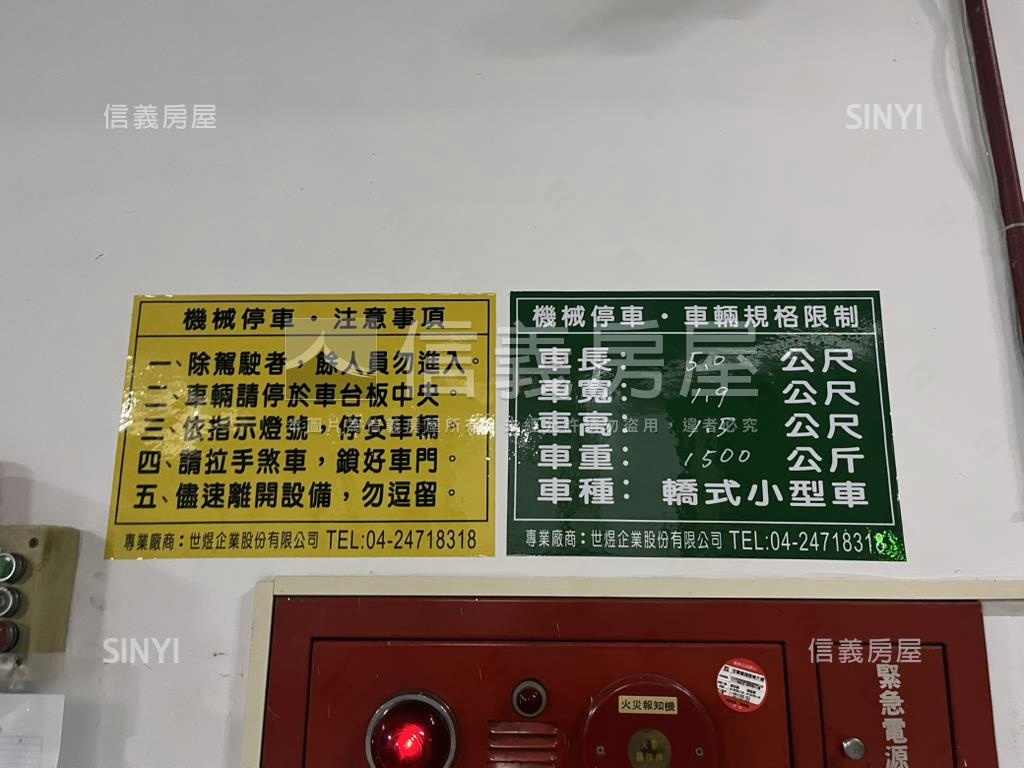 信義房屋
SINYI
機械停車・注意事項
一、除駕駛者，餘人員勿進入。
二、車輛請停於車台板中央。
三、依指示燈號，停妥車輛
四、請拉手煞車，鎖好車門。
五、儘速離開設備，勿逗留。
專業廠商：世煜企業股份有限公司 TEL:04-24718318
機械停車・車輛規格限制
車長： 5.0 公尺
車寬： 1.9 公尺
車高： 公尺
車重： 1500 公斤
車種： 轎式小型車
專業廠商：世煜企業股份有限公司 TEL:04-24718318
信義房屋
SINYI
信義房屋
火災報知機
緊急電源